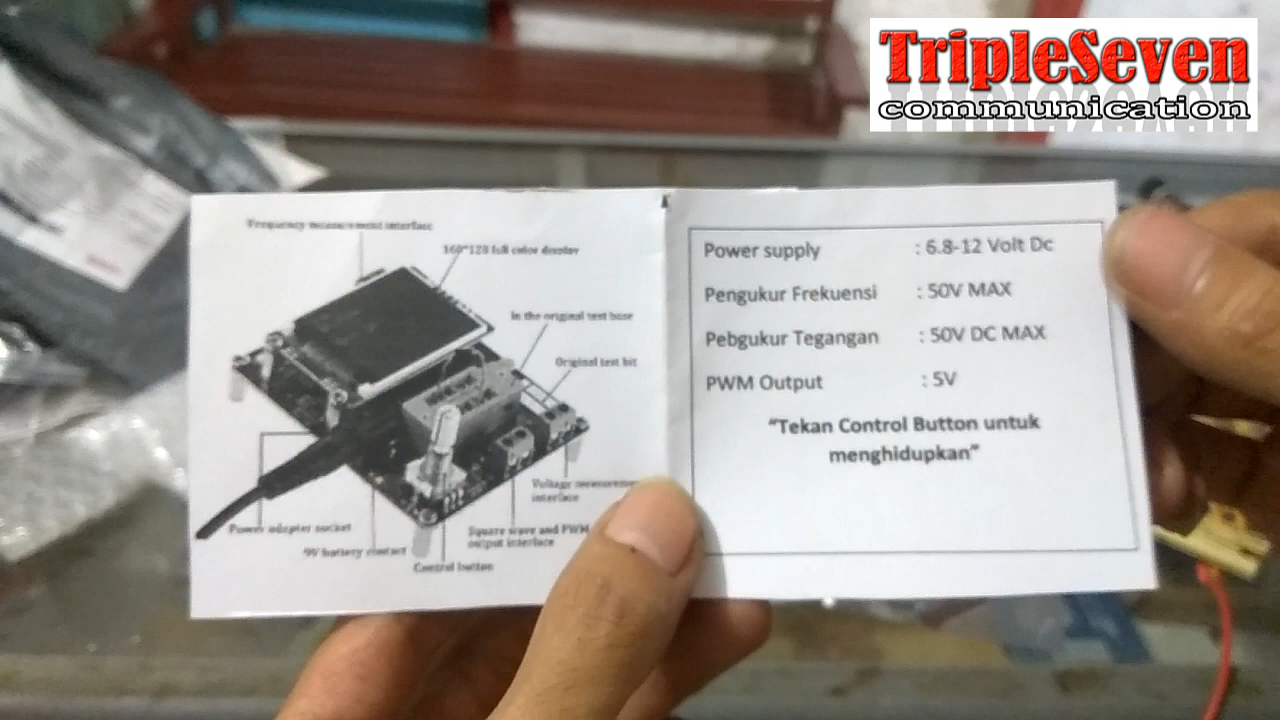 TripleSeven
communication
Frequency measurement interface
160*120 full color display
In the original test base
Original test bit
Voltage measurement
interface
Square wave and PWM
output interface
Power adapter socket
9V battery contact
Control button
Power supply : 6.8-12 Volt Dc
Pengukur Frekuensi : 50V MAX
Pebgukur Tegangan : 50V DC MAX
PWM Output : 5V
"Tekan Control Button untuk
menghidupkan"